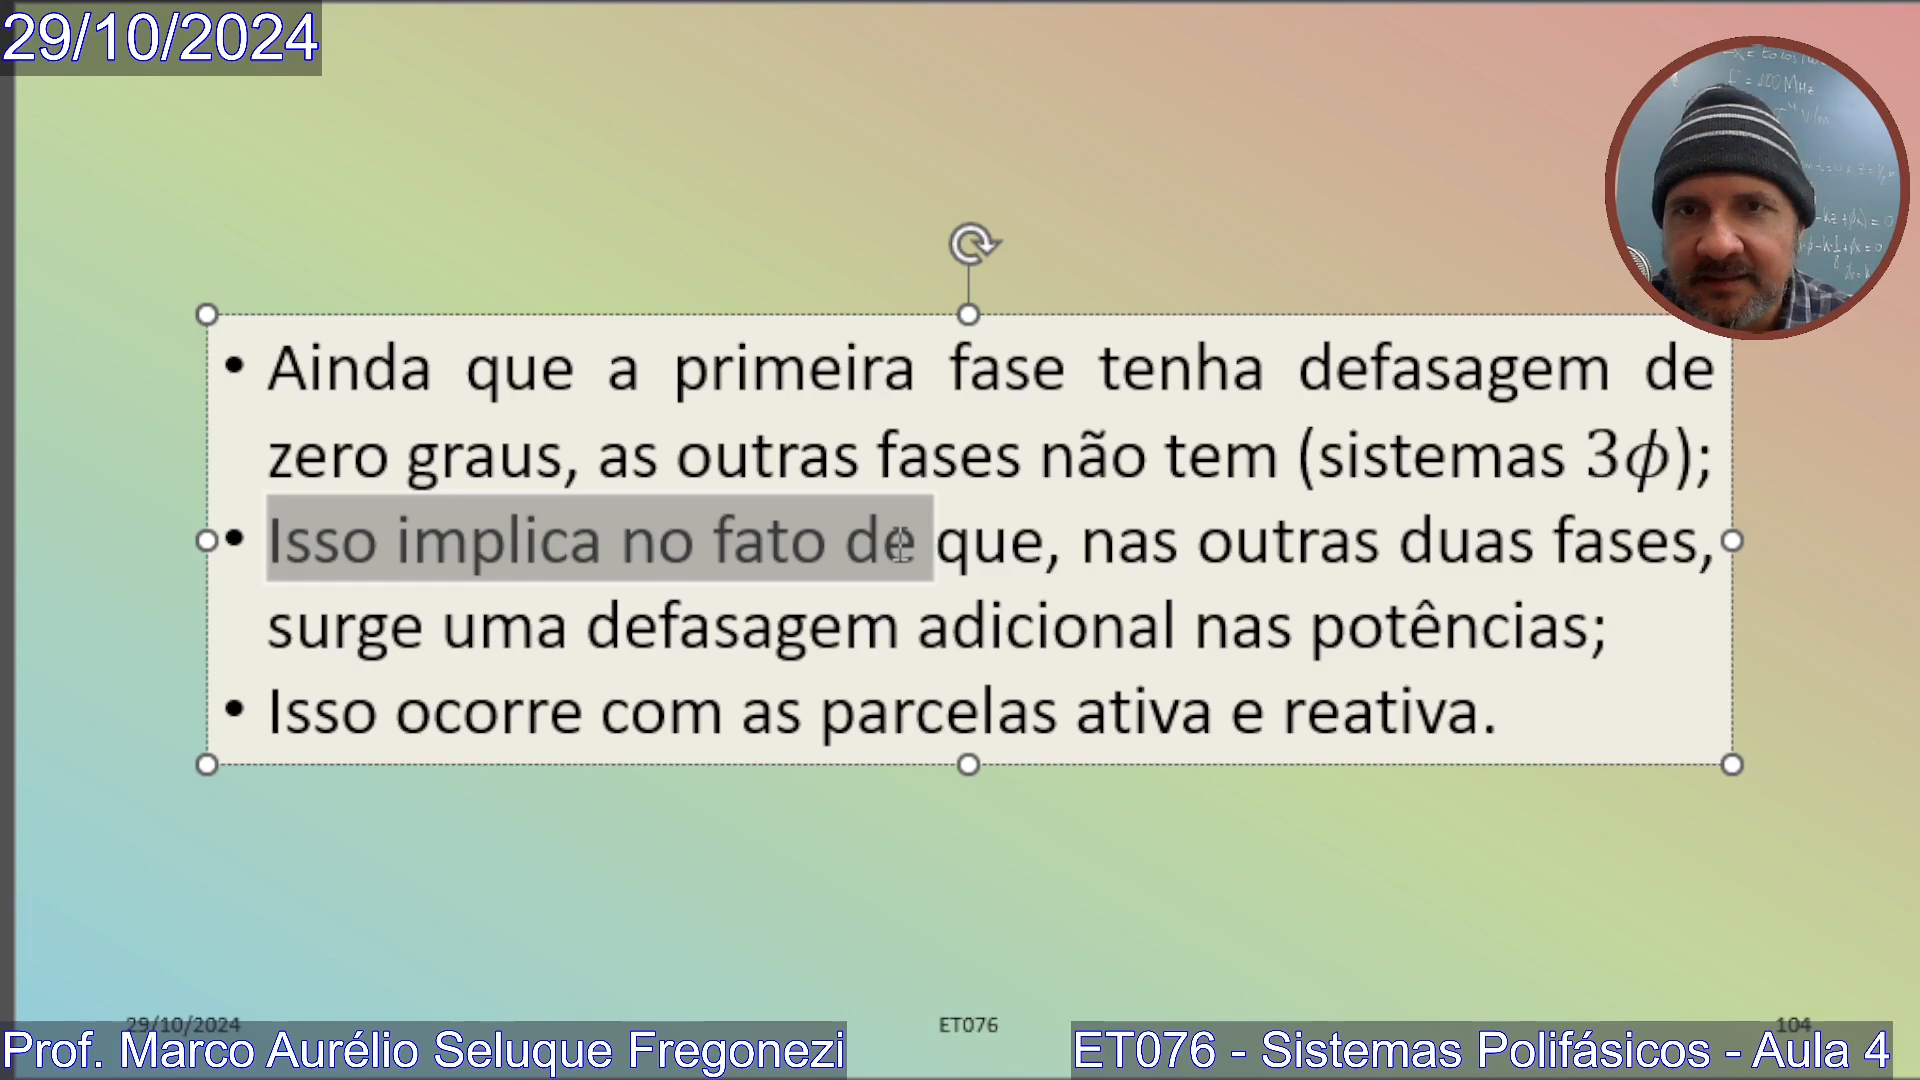 29/10/2024
• Ainda que a primeira fase tenha defasagem de
zero graus, as outras fases não tem (sistemas 3ϕ);
• Isso implica no fato de que, nas outras duas fases,
surge uma defasagem adicional nas potências;
• Isso ocorre com as parcelas ativa e reativa.
29/10/2024
ET076
104
Prof. Marco Aurélio Seluque Fregonezi
ET076 - Sistemas Polifásicos - Aula 4